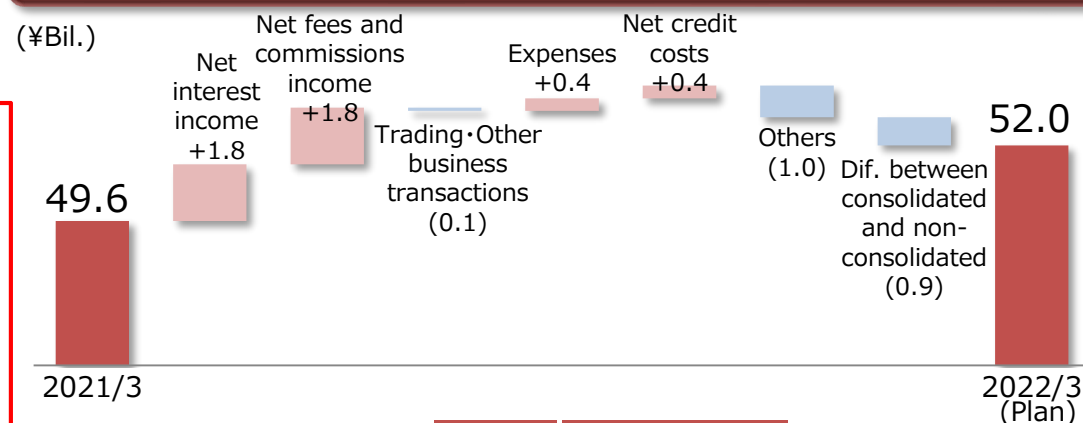 (¥Bil.)
49.6
2021/3
Net
interest
income
+1.8
Net fees and
commissions
income
+1.8
Trading･Other
business
transactions
(0.1)
Expenses
+0.4
Net credit
costs
+0.4
Others
(1.0)
Dif. between
consolidated
and non-
consolidated
(0.9)
52.0
2022/3
(Plan)